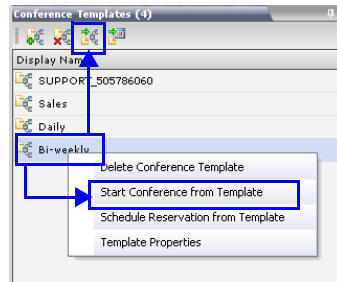 Conference Templates (4)
Display Name
SUPPORT_505786060
Sales
Daily
Bi-weekly
Delete Conference Template
Start Conference from Template
Schedule Reservation from Template
Template Properties